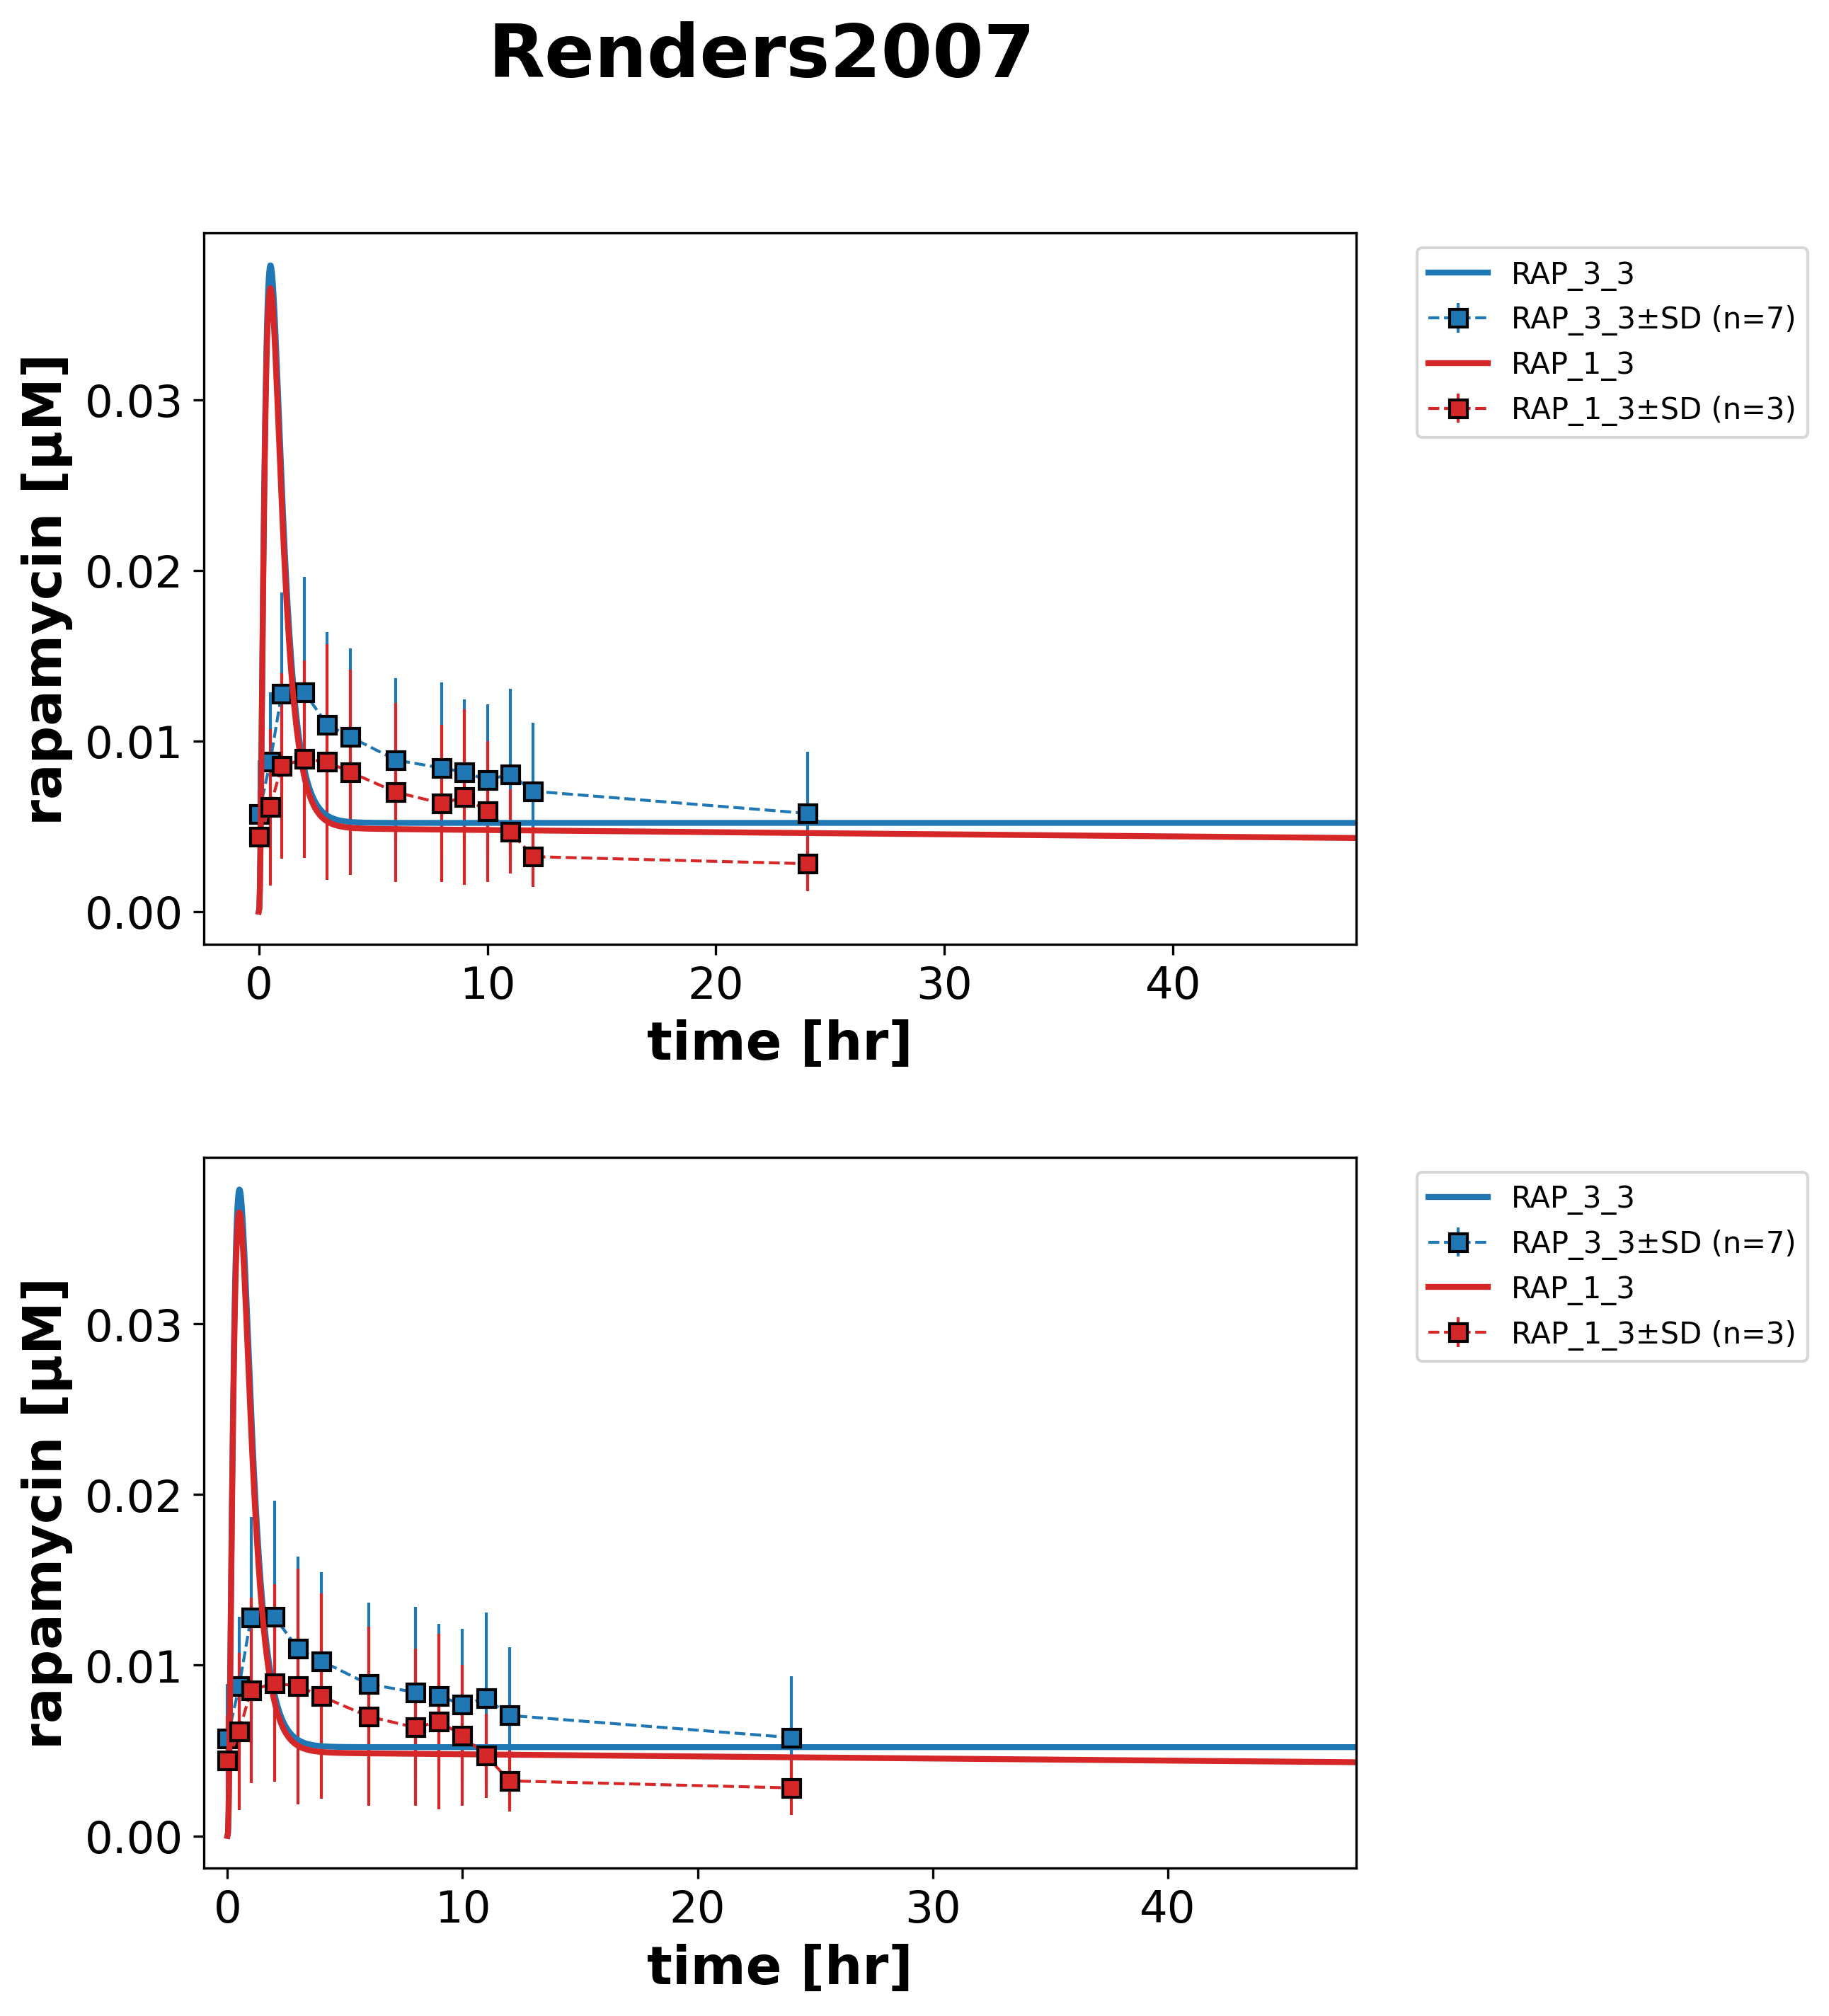 Renders2007
rapamycin [µM]
0.03
0.02
0.01
0.00
0 10 20 30 40
time [hr]
RAP_3_3
RAP_3_3±SD (n=7)
RAP_1_3
RAP_1_3±SD (n=3)
rapamycin [µM]
0.03
0.02
0.01
0.00
0 10 20 30 40
time [hr]
RAP_3_3
RAP_3_3±SD (n=7)
RAP_1_3
RAP_1_3±SD (n=3)